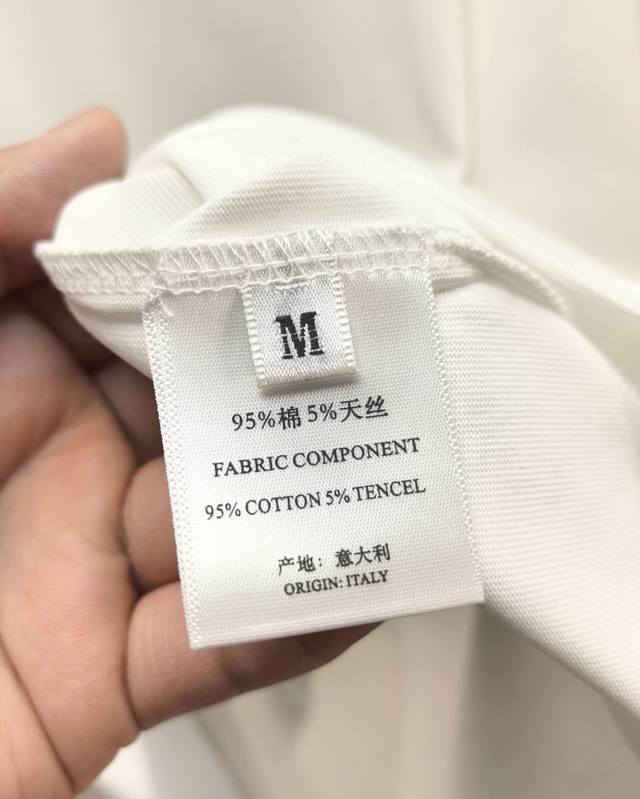 M
95%棉 5%天丝
FABRIC COMPONENT
95% COTTON 5% TENCEL
产地: 意大利
ORIGIN: ITALY